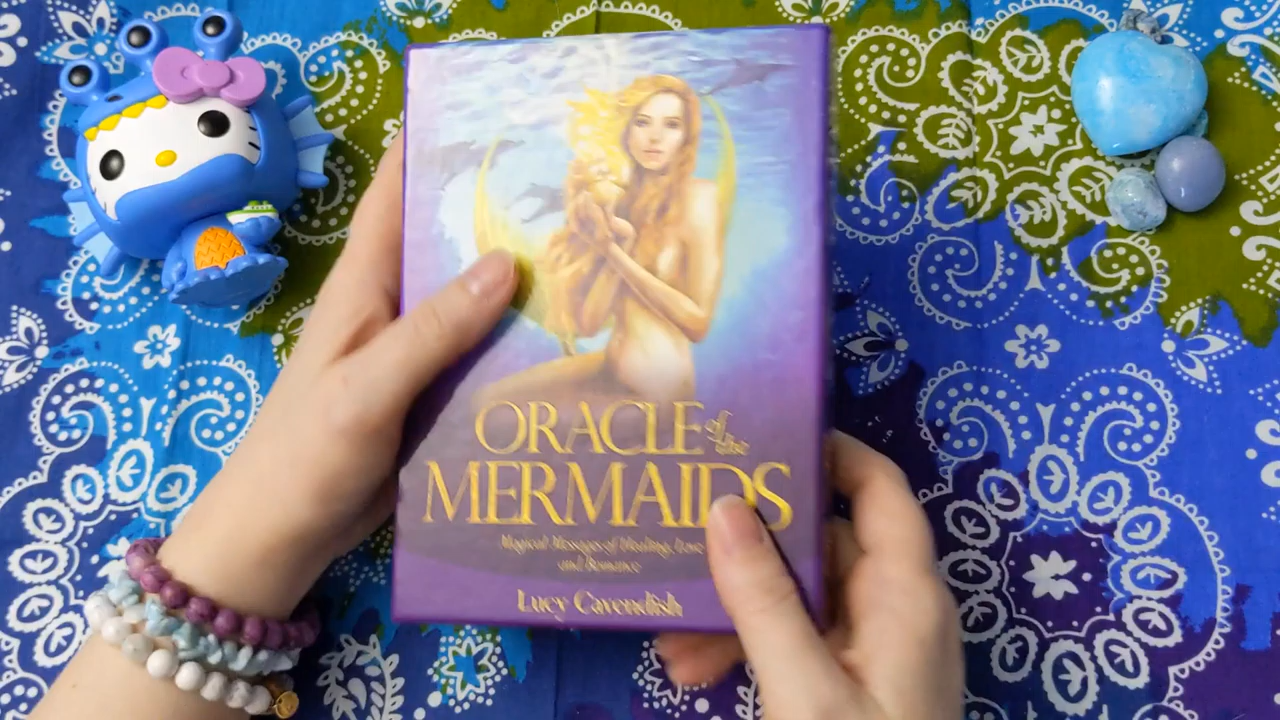 ORACLE of the
MERMAIDS
Magical Messages of Healing, Love
and Romance
Lucy Cavendish